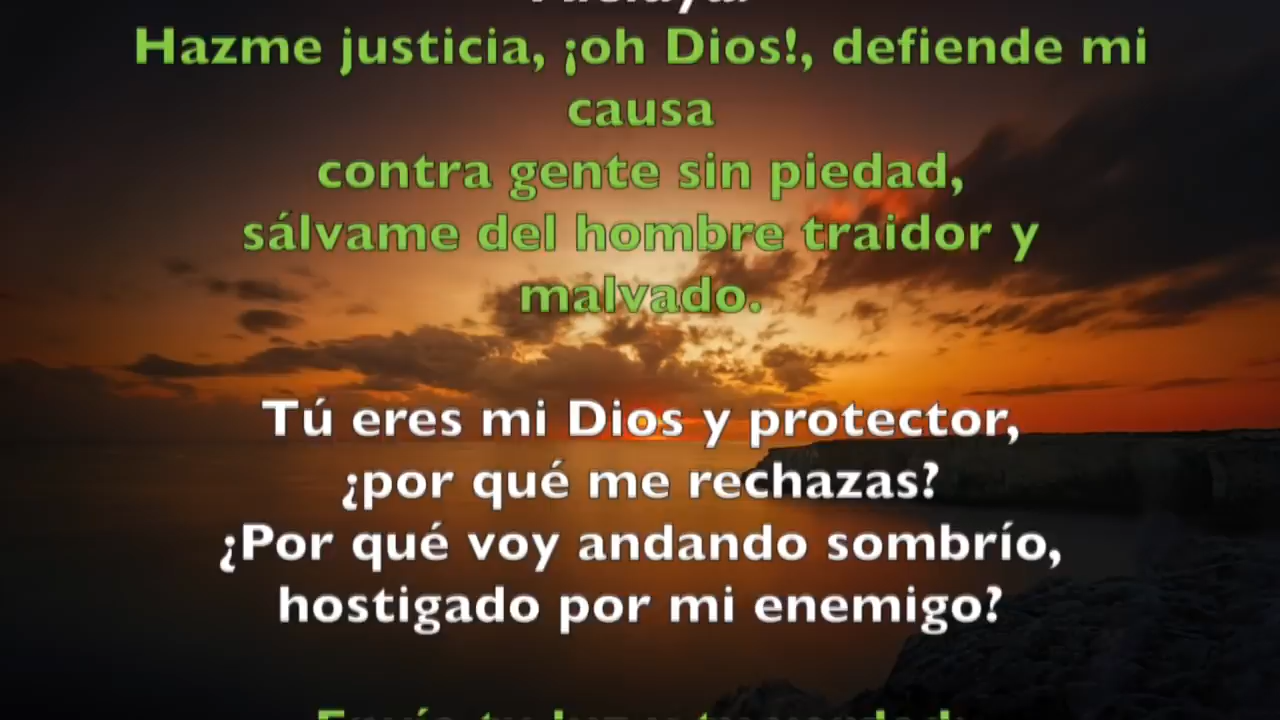 Hazme justicia, ¡oh Dios!, defiende mi
causa
contra gente sin piedad,
sálvame del hombre traidor y
malvado.
Tú eres mi Dios y protector,
¿por qué me rechazas?
¿Por qué voy andando sombrío,
hostigado por mi enemigo?